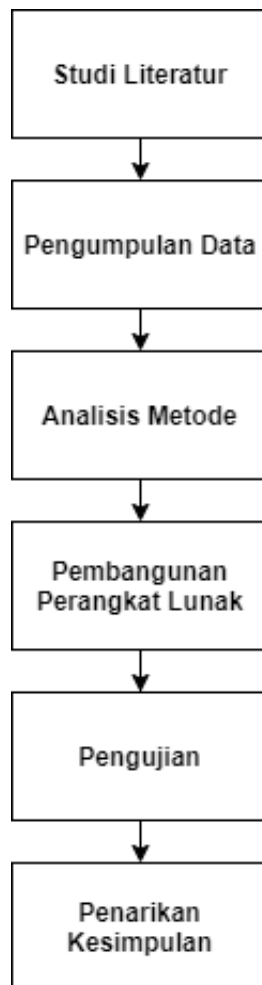 Studi Literatur
Pengumpulan Data
Analisis Metode
Pembangunan
Perangkat Lunak
Pengujian
Penarikan
Kesimpulan